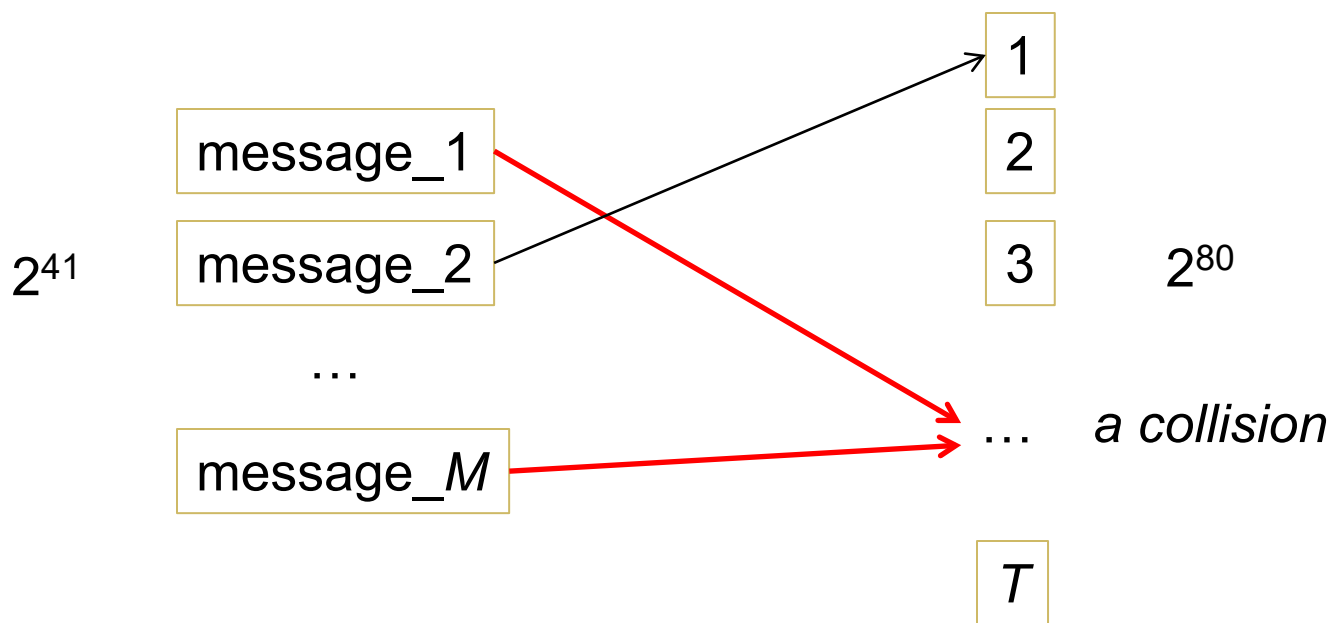 1
message_1
2
2⁴¹
message_2
3
2⁸⁰
…
… a collision
message_M
T